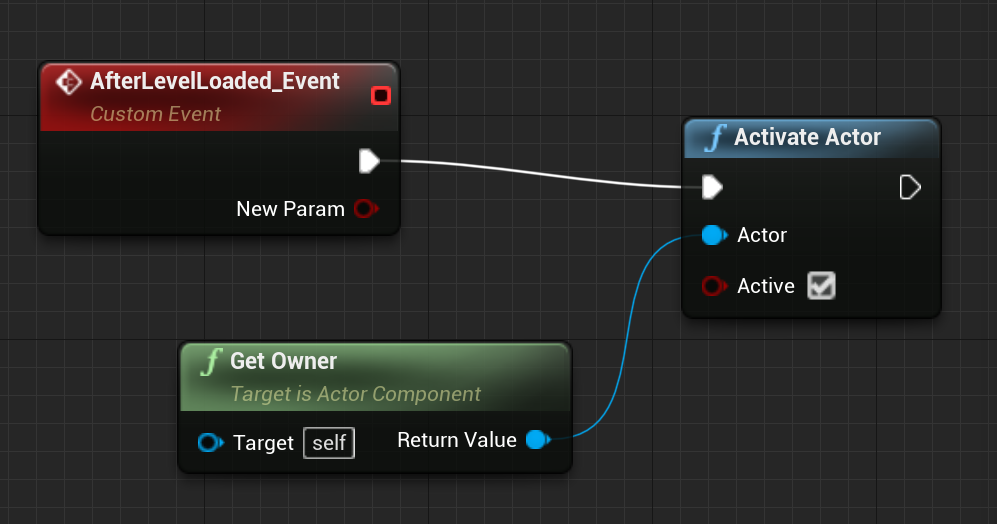 AfterLevelLoaded_Event
Custom Event
New Param
Activate Actor
Actor
Active
Get Owner
Target is Actor Component
Target self Return Value